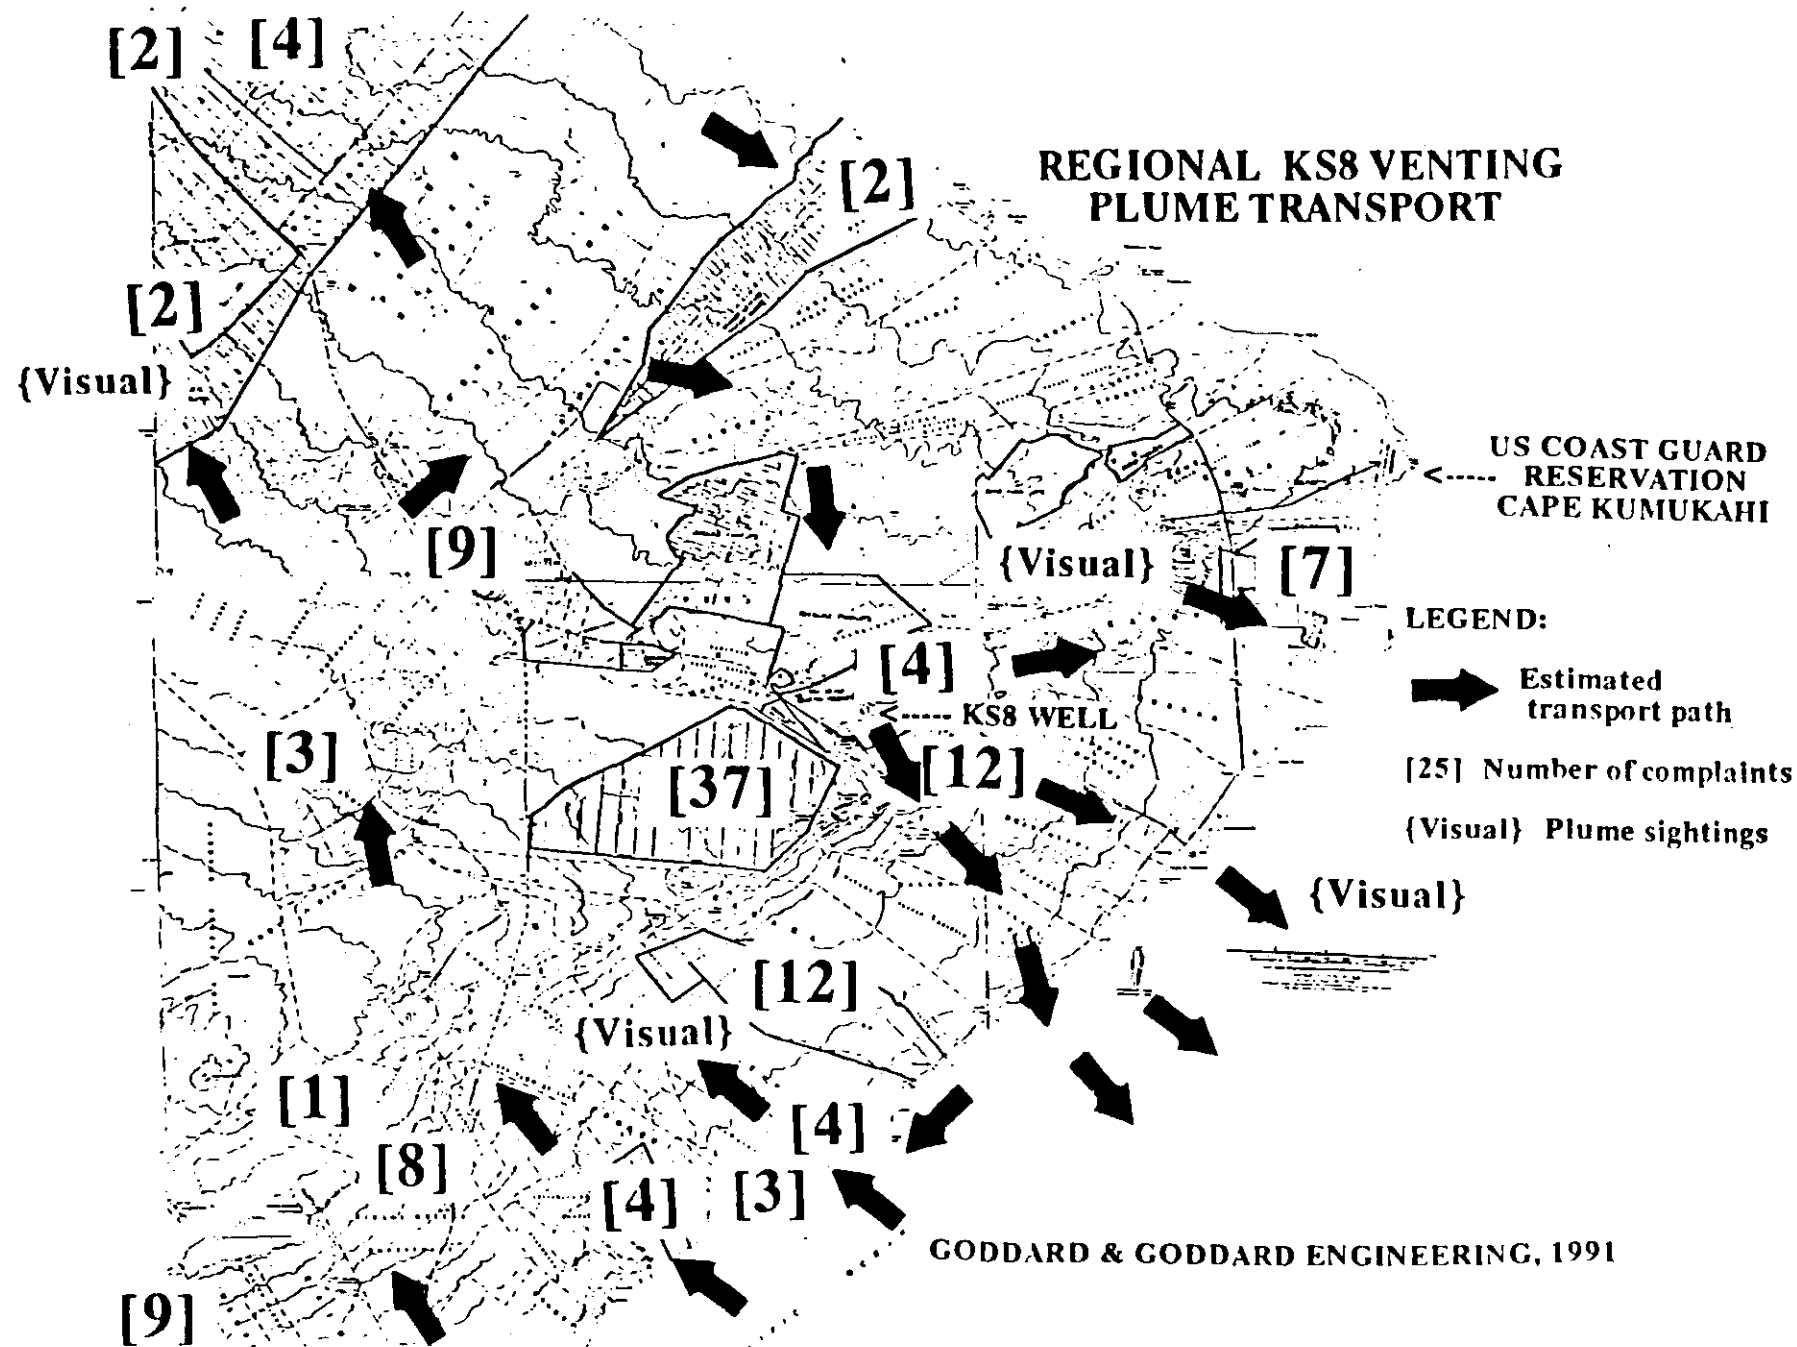 [2] [4]
REGIONAL KS8 VENTING
PLUME TRANSPORT
[2]
[2]
{Visual}
US COAST GUARD
RESERVATION
<----- CAPE KUMUKAHI
[9]
{Visual}
[7]
LEGEND:
[4]
Estimated
transport path
<----- KS8 WELL
[3]
[37]
[12]
[25] Number of complaints
{Visual} Plume sightings
{Visual}
[12]
{Visual}
[1]
[4]
[8]
[4]
[3]
GODDARD & GODDARD ENGINEERING, 1991
[9]